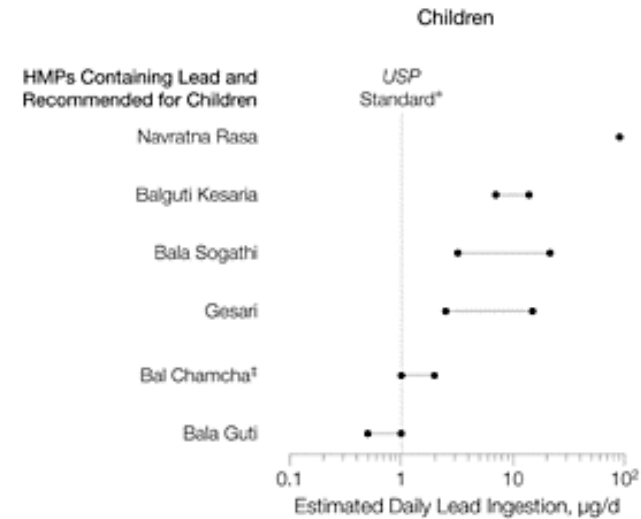 Children
HMPs Containing Lead and
Recommended for Children
USP
Standard*
Navratna Rasa
Balguti Kesaria
Bala Sogathi
Gesari
Bal Chamcha‡
Bala Guti
0.1 1 10 10²
Estimated Daily Lead Ingestion, μg/d